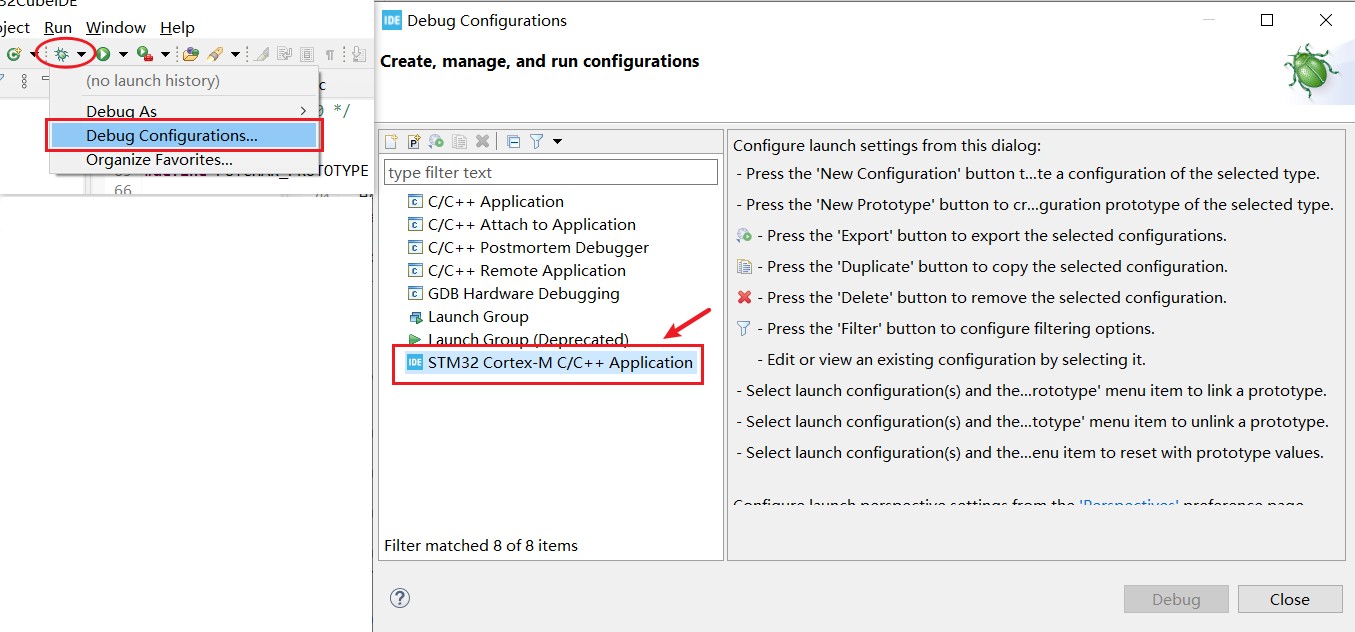 32CubeIDE
ject Run Window Help
(no launch history)
Debug As
Debug Configurations...
Organize Favorites...
*/
66
IDE Debug Configurations
Create, manage, and run configurations
type filter text
C/C++ Application
C/C++ Attach to Application
C/C++ Postmortem Debugger
C/C++ Remote Application
GDB Hardware Debugging
Launch Group
Launch Group (Deprecated)
IDE STM32 Cortex-M C/C++ Application
Filter matched 8 of 8 items
Configure launch settings from this dialog:
- Press the 'New Configuration' button t...te a configuration of the selected type.
- Press the 'New Prototype' button to cr...guration prototype of the selected type.
- Press the 'Export' button to export the selected configurations.
- Press the 'Duplicate' button to copy the selected configuration.
- Press the 'Delete' button to remove the selected configuration.
- Press the 'Filter' button to configure filtering options.
- Edit or view an existing configuration by selecting it.
- Select launch configuration(s) and the...rototype' menu item to link a prototype.
- Select launch configuration(s) and the...totype' menu item to unlink a prototype.
- Select launch configuration(s) and the...enu item to reset with prototype values.
Configure launch perspective settings from the 'Perspectives' preference page.
Debug
Close